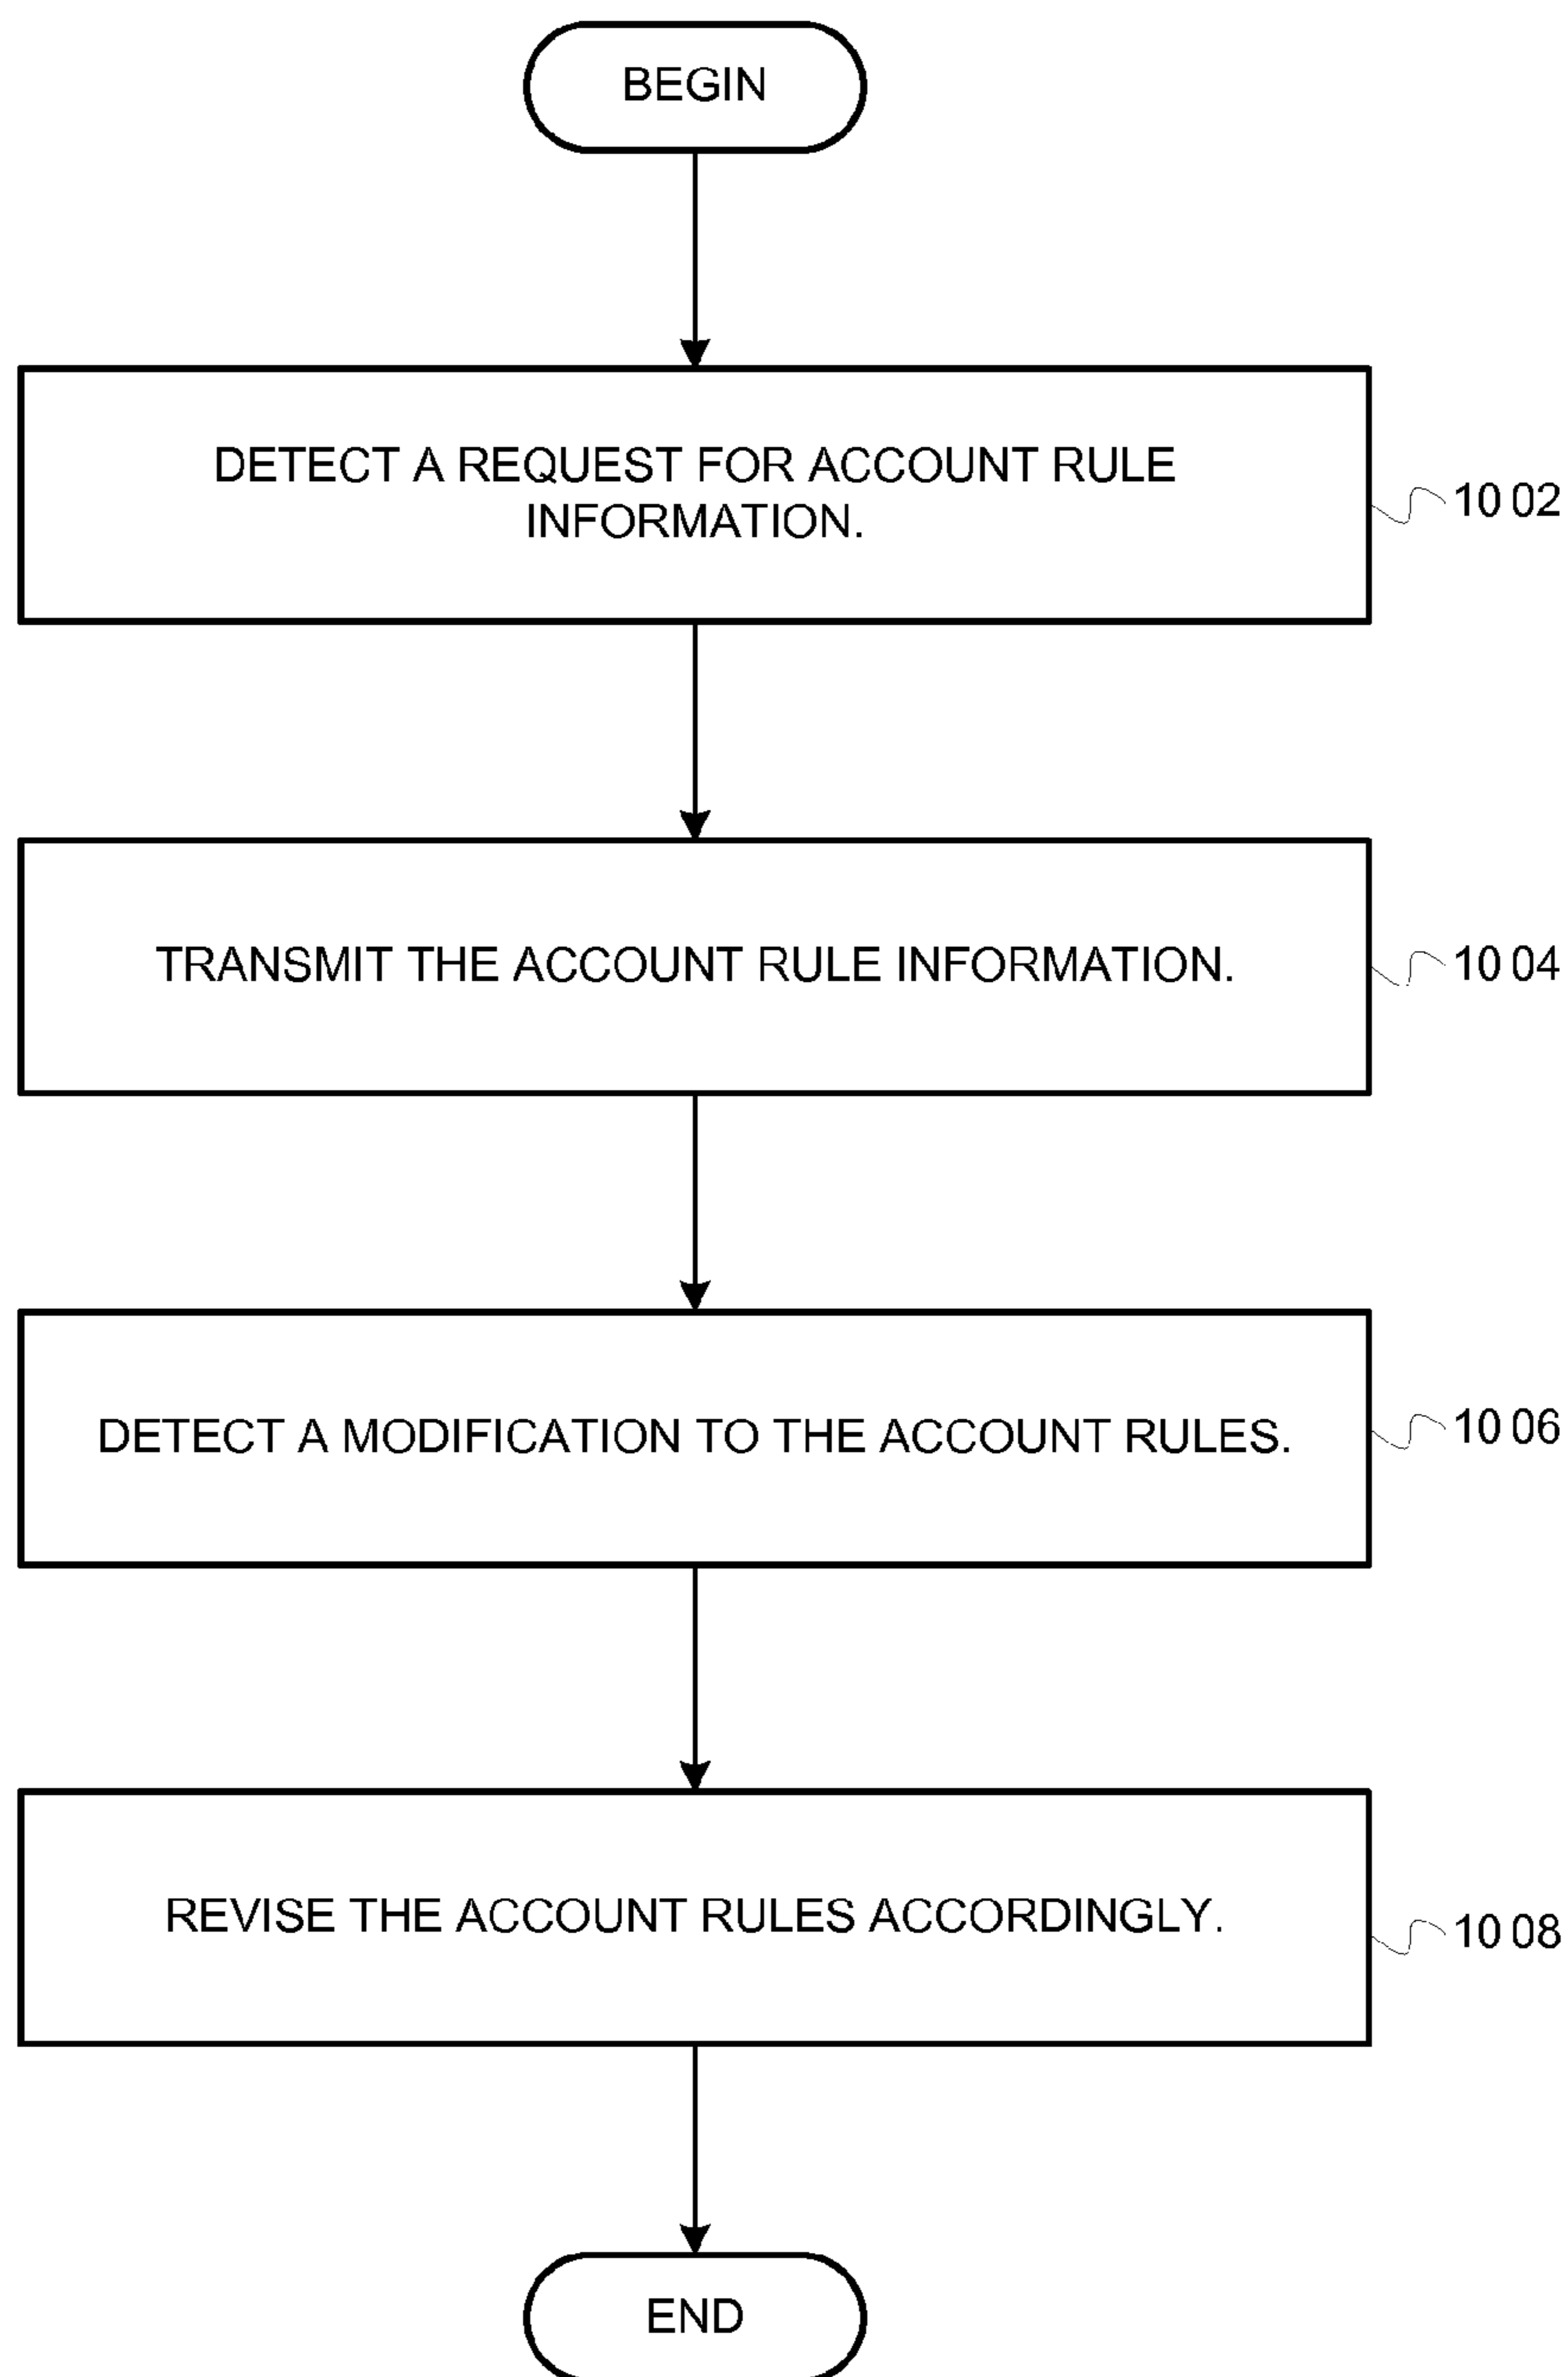 BEGIN
DETECT A REQUEST FOR ACCOUNT RULE
INFORMATION.
1002
TRANSMIT THE ACCOUNT RULE INFORMATION.
1004
DETECT A MODIFICATION TO THE ACCOUNT RULES.
1006
REVISE THE ACCOUNT RULES ACCORDINGLY.
1008
END